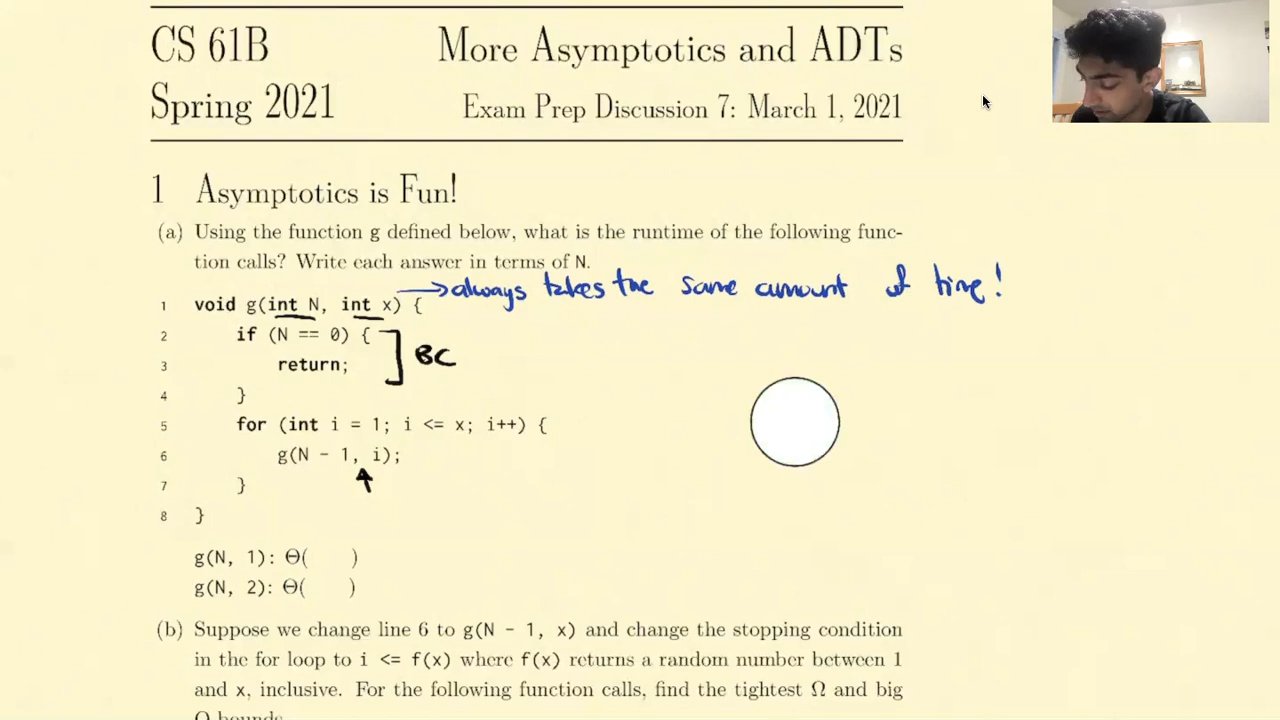 CS 61B
More Asymptotics and ADTs
Spring 2021
Exam Prep Discussion 7: March 1, 2021
1 Asymptotics is Fun!
(a) Using the function g defined below, what is the runtime of the following func-
tion calls? Write each answer in terms of N.
→always takes the same amount of time!
1 void g(int N, int x) {
2 if (N == 0) {
BC
3 return;
4 }
5 for (int i = 1; i <= x; i++) {
6 g(N - 1, i);
7 }
8 }
g(N, 1): Θ( )
g(N, 2): Θ( )
(b) Suppose we change line 6 to g(N - 1, x) and change the stopping condition
in the for loop to i <= f(x) where f(x) returns a random number between 1
and x, inclusive. For the following function calls, find the tightest Ω and big
O bounds